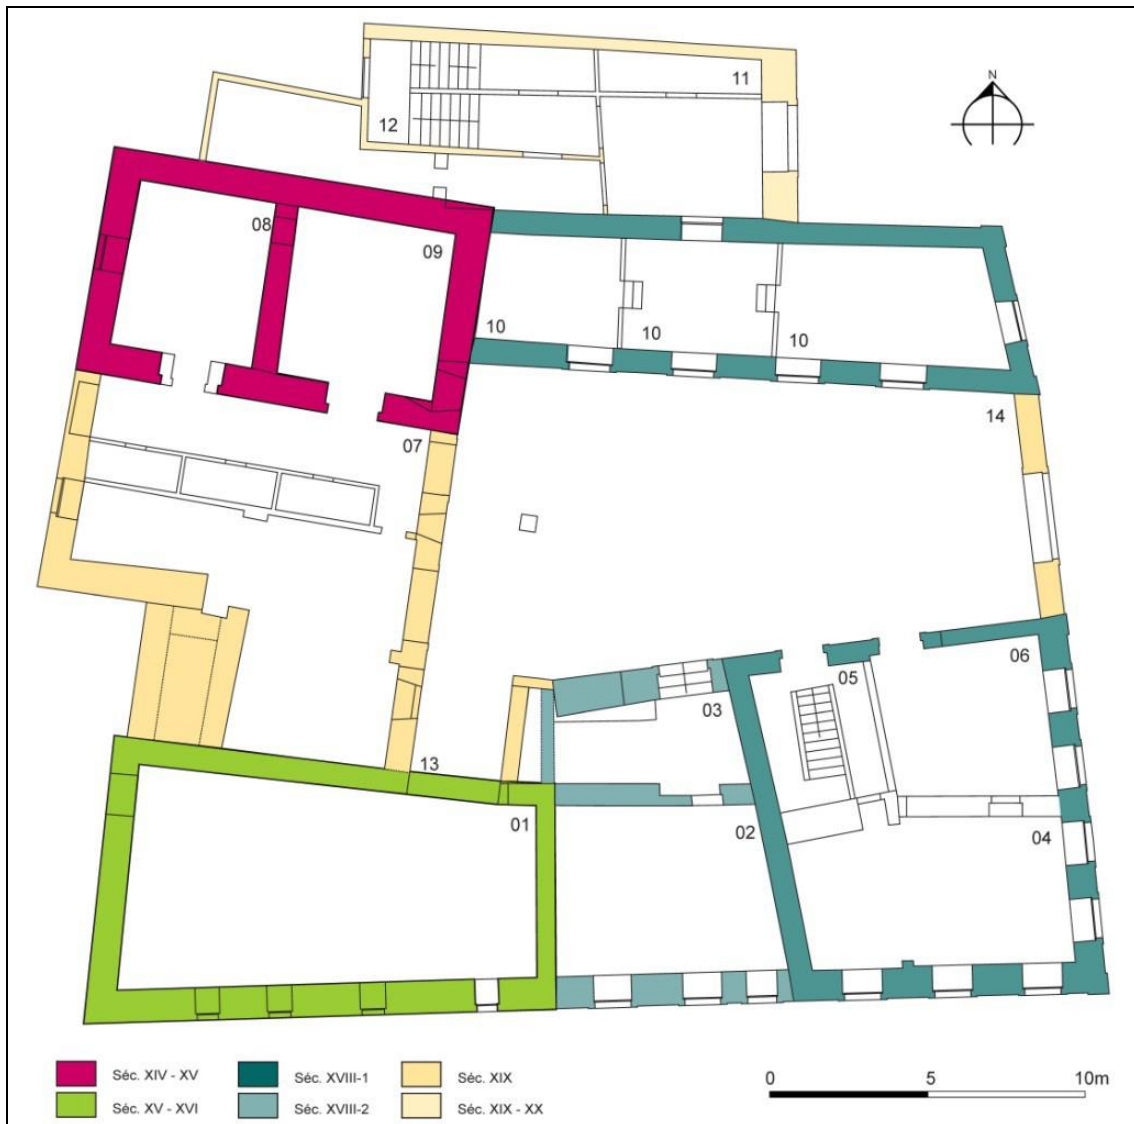 N
11
12
08
09
10
10
10
07
14
06
05
03
13
01
02
04
Séc. XIV - XV
Séc. XVIII-1
Séc. XIX
Séc. XV - XVI
Séc. XVIII-2
Séc. XIX - XX
0
5
10m